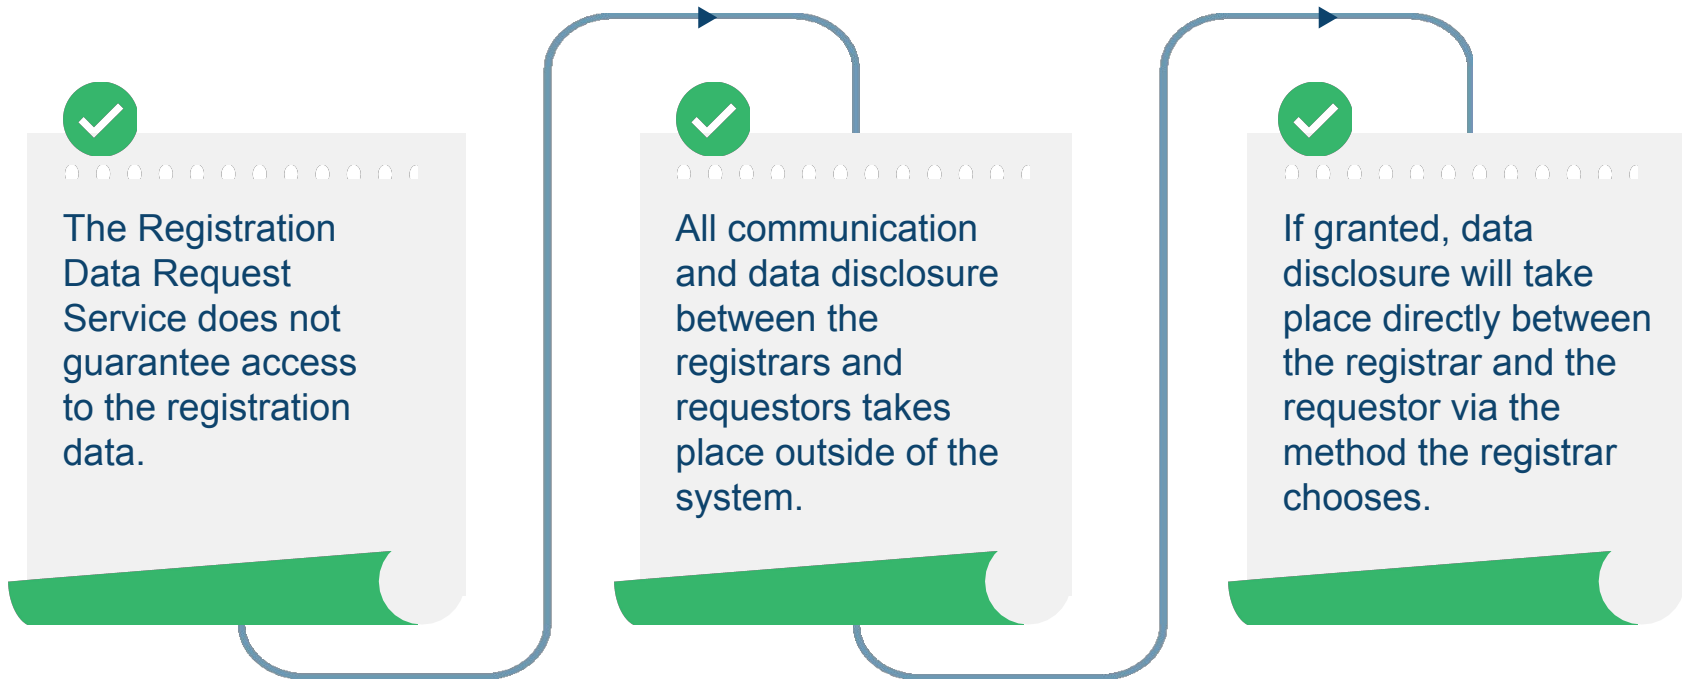 The Registration
Data Request
Service does not
guarantee access
to the registration
data.
All communication
and data disclosure
between the
registrars and
requestors takes
place outside of the
system.
If granted, data
disclosure will take
place directly between
the registrar and the
requestor via the
method the registrar
chooses.